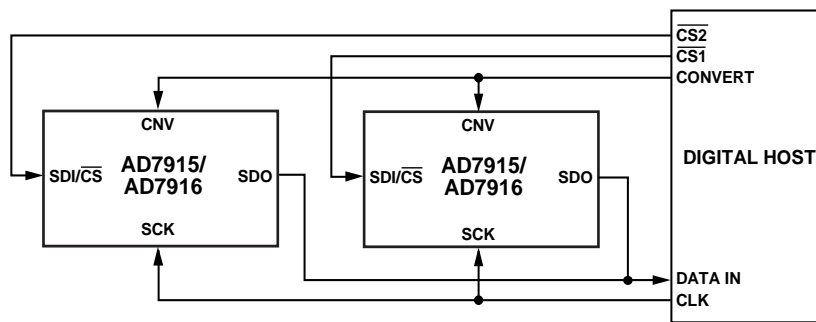 CS2
CS1
CONVERT
CNV
CNV
SDI/CS
AD7915/
AD7916
SDO
SDI/CS
AD7915/
AD7916
SDO
DIGITAL HOST
SCK
SCK
DATA IN
CLK